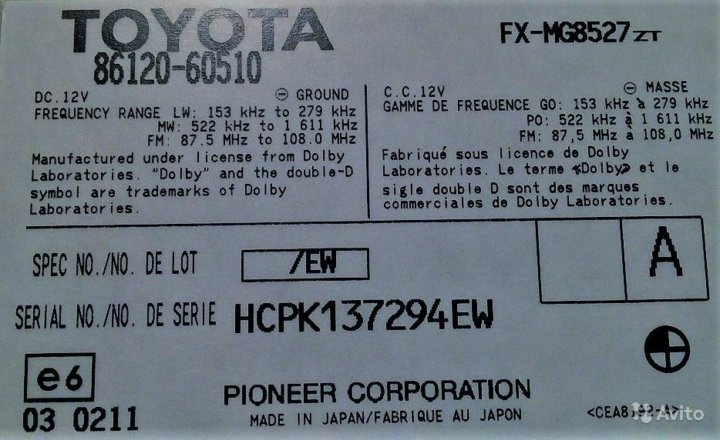 TOYOTA
86120-60510
FX-MG8527 ZT
DC.12V ⊖ GROUND
FREQUENCY RANGE LW: 153 kHz to 279 kHz
MW: 522 kHz to 1 611 kHz
FM: 87.5 MHz to 108.0 MHz
Manufactured under license from Dolby
Laboratories. "Dolby" and the double-D
symbol are trademarks of Dolby
Laboratories.
C.C.12V ⊖ MASSE
GAMME DE FREQUENCE GO: 153 kHz à 279 kHz
PO: 522 kHz à 1 611 kHz
FM: 87,5 MHz à 108,0 MHz
Fabriqué sous licence de Dolby
Laboratories. Le terme «Dolby» et le
sigle double D sont des marques
commerciales de Dolby Laboratories.
SPEC NO./NO. DE LOT /EW
A
SERIAL NO./NO. DE SERIE HCPK137294EW
e6
03 0211
PIONEER CORPORATION
MADE IN JAPAN/FABRIQUE AU JAPON
<CEA8192-A>
Avito